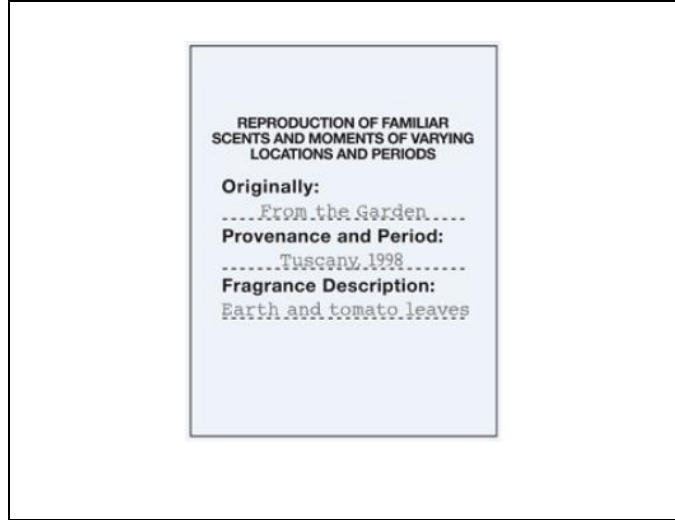 REPRODUCTION OF FAMILIAR
SCENTS AND MOMENTS OF VARYING
LOCATIONS AND PERIODS
Originally:
From the Garden
Provenance and Period:
Tuscany, 1998
Fragrance Description:
Earth and tomato leaves